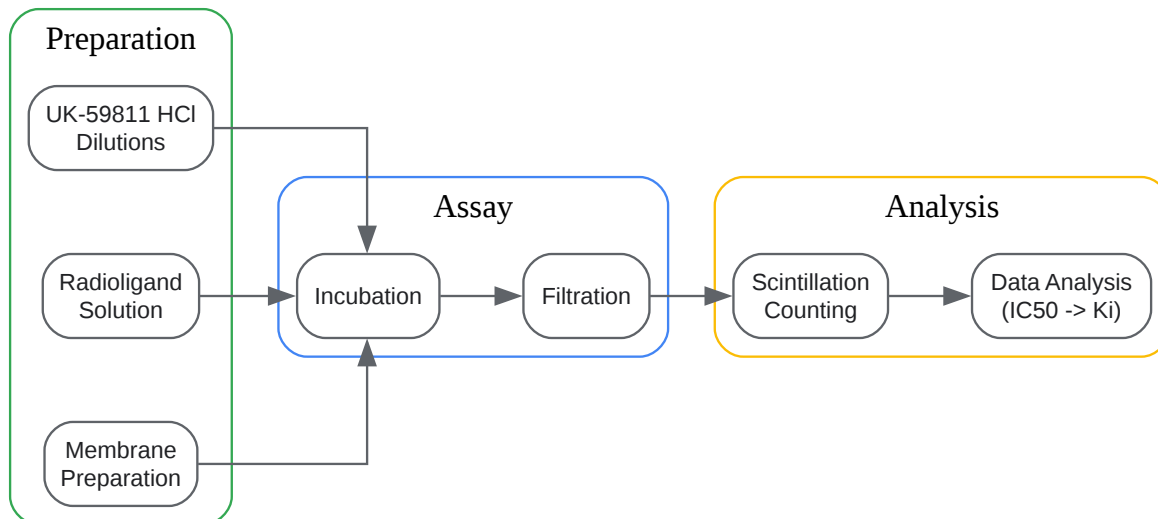 Preparation
UK-59811 HCl
Dilutions
Radioligand
Solution
Membrane
Preparation
Assay
Incubation
Filtration
Analysis
Scintillation
Counting
Data Analysis
(IC50 -> Ki)